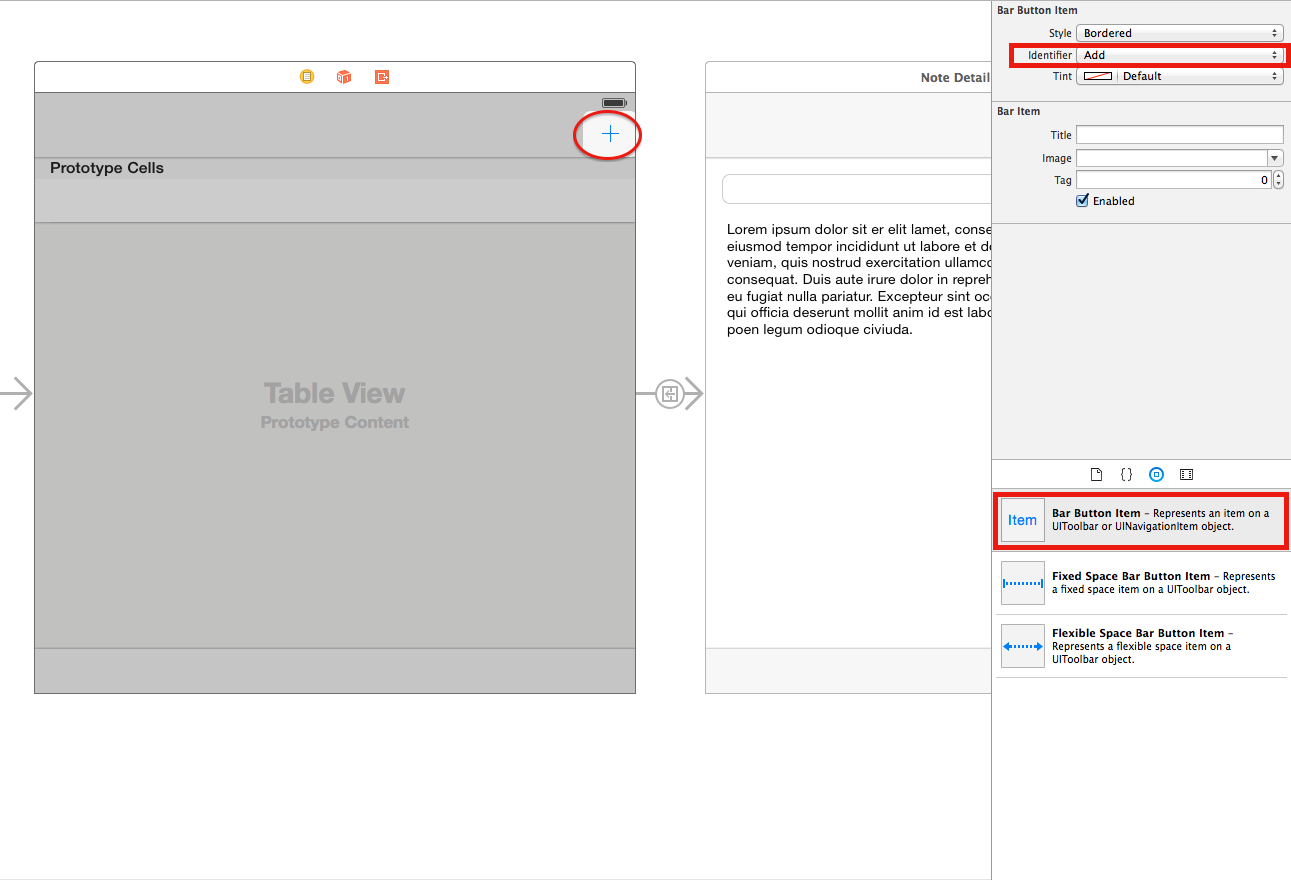 Prototype Cells
Table View
Prototype Content
Note Detail
Lorem ipsum dolor sit er elit lamet, conse
eiusmod tempor incididunt ut labore et do
veniam, quis nostrud exercitation ullamco
consequat. Duis aute irure dolor in repreh
eu fugiat nulla pariatur. Excepteur sint occ
qui officia deserunt mollit anim id est labo
poen legum odioque civiuda.
Bar Button Item
Style Bordered
Identifier Add
Tint Default
Bar Item
Title
Image
Tag 0
Enabled
{ }
Item
Bar Button Item – Represents an item on a
UIToolbar or UINavigationItem object.
Fixed Space Bar Button Item – Represents
a fixed space item on a UIToolbar object.
Flexible Space Bar Button Item –
Represents a flexible space item on a
UIToolbar object.